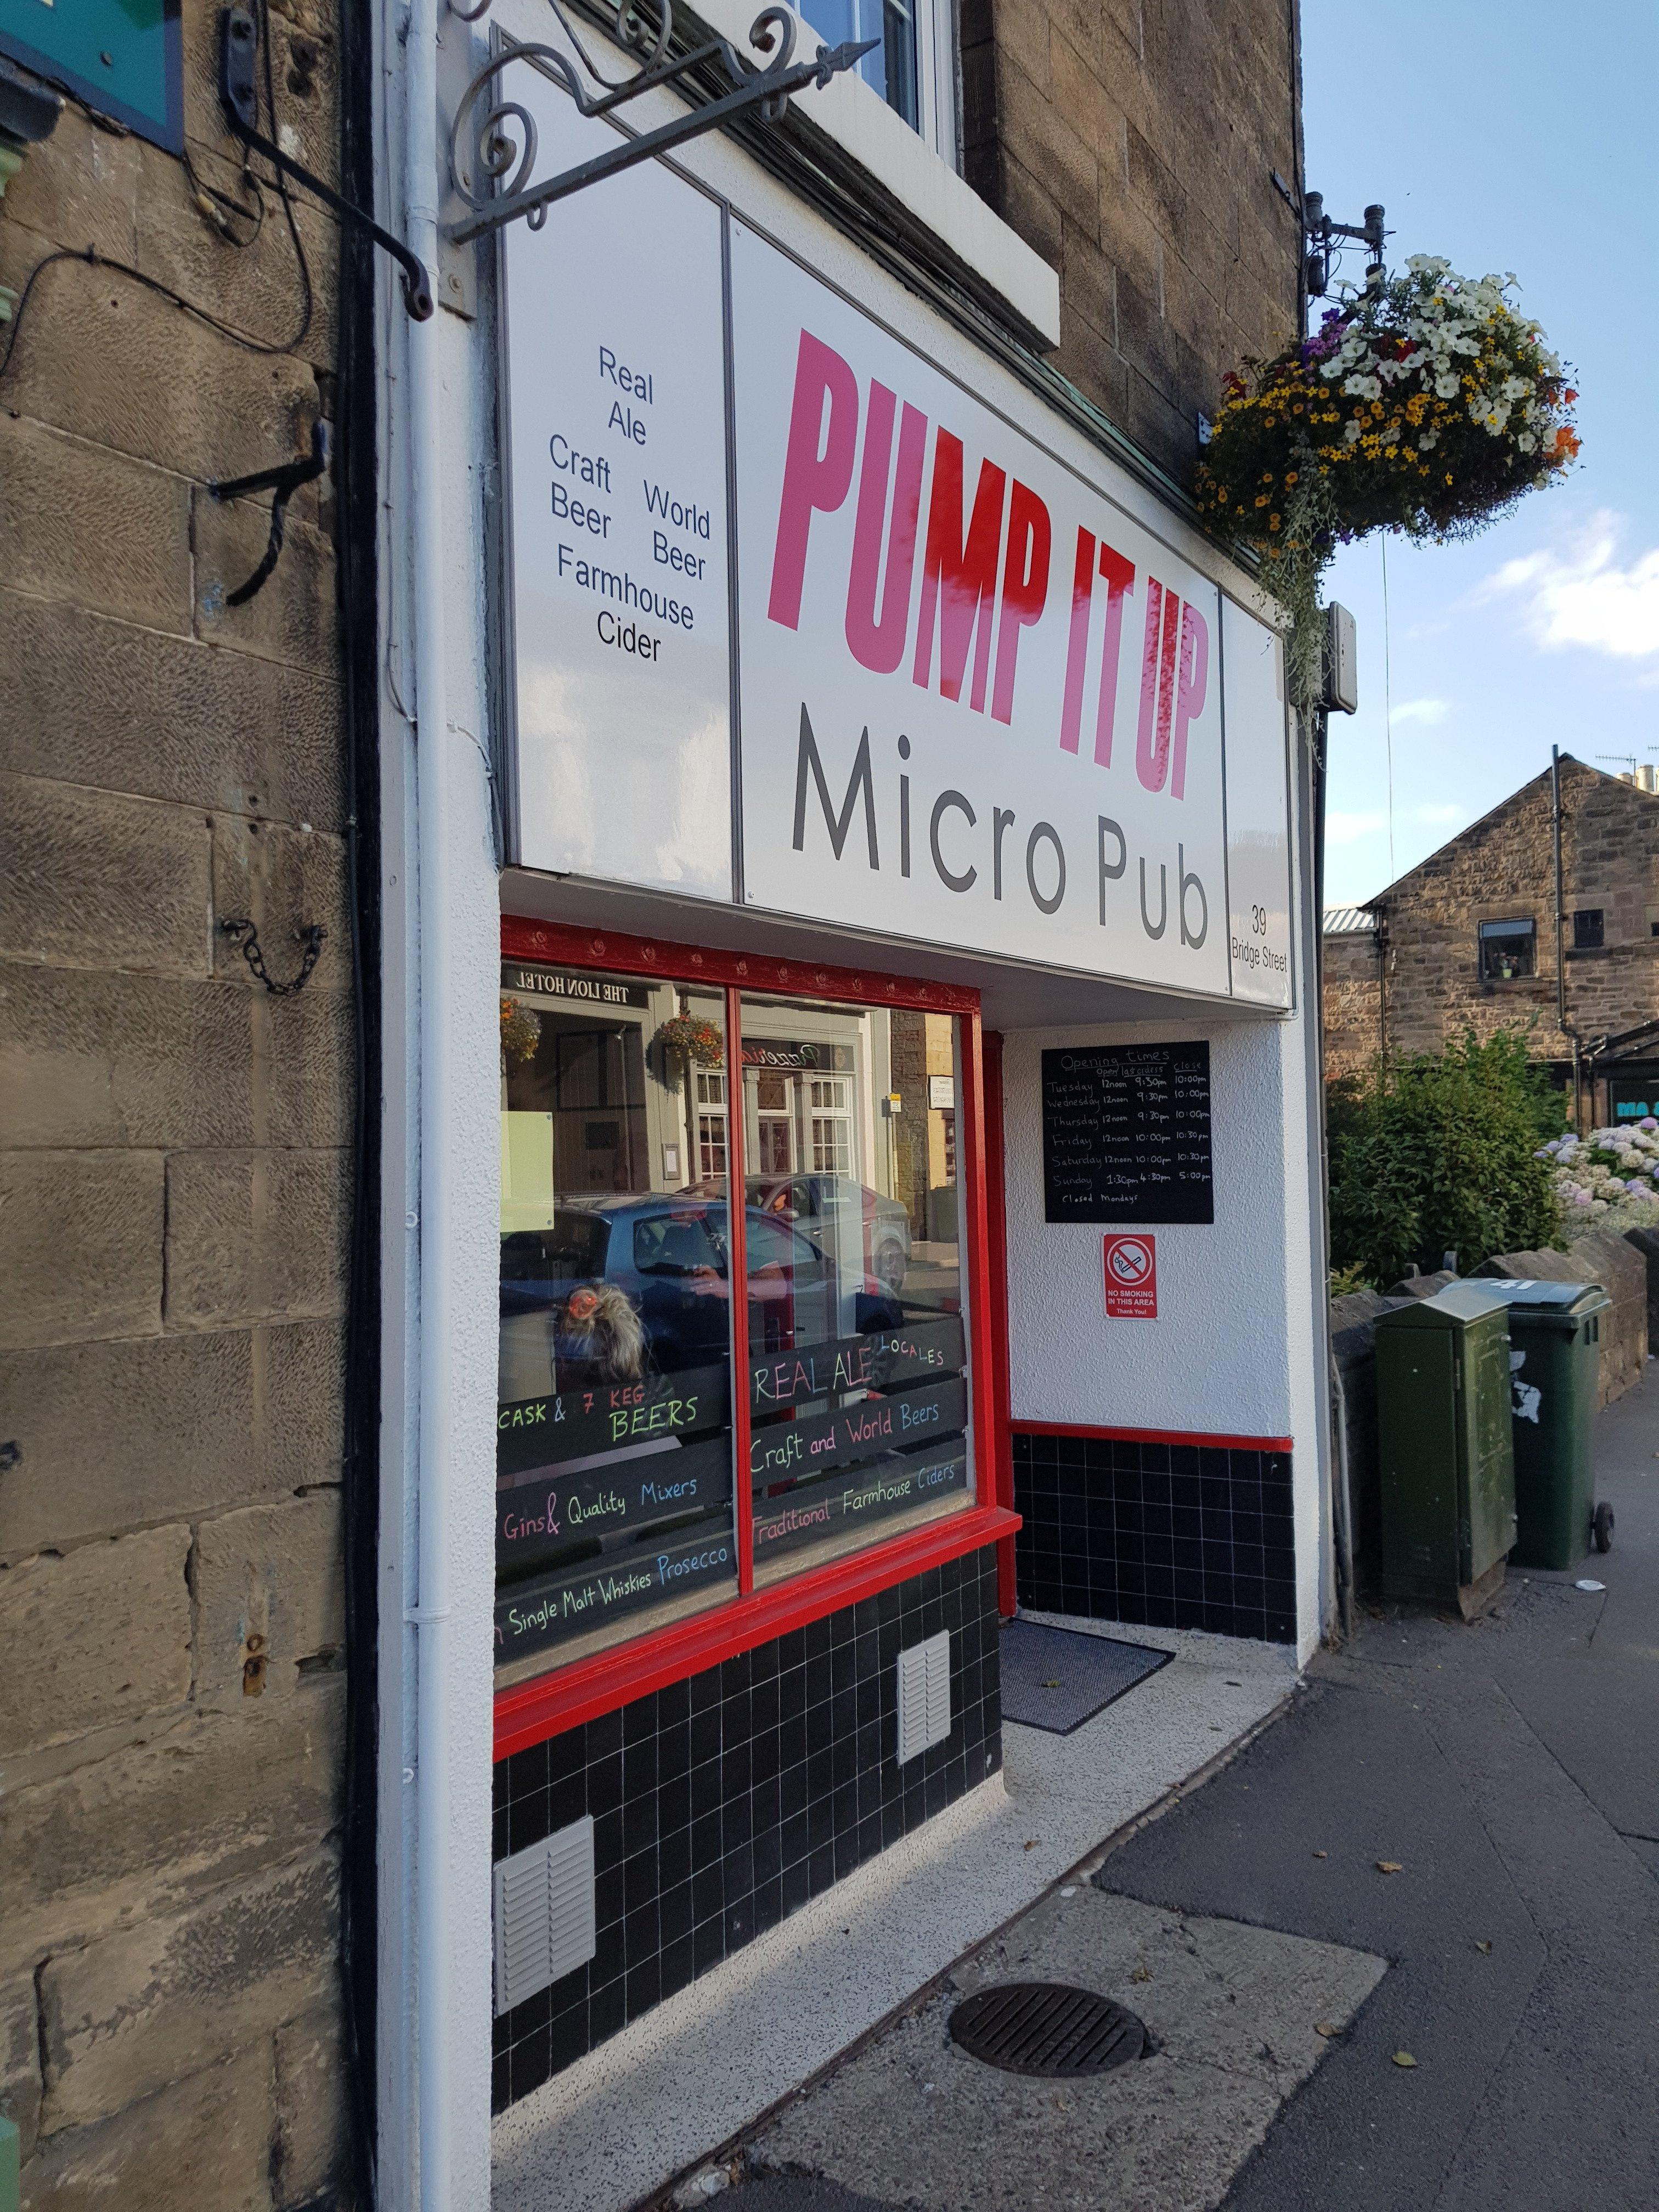 Real
Ale
Craft World
Beer Beer
Farmhouse
Cider
PUMP IT UP
Micro Pub
39
Bridge Street
THE LION HOTEL
Pizzeria
Opening times
Open last orders close
Tuesday 12noon 9:30pm 10:00pm
Wednesday 12noon 9:30pm 10:00pm
Thursday 12noon 9:30pm 10:00pm
Friday 12noon 10:00pm 10:30pm
Saturday 12noon 10:00pm 10:30pm
Sunday 1:30pm 4:30pm 5:00pm
Closed Mondays
NO SMOKING
IN THIS AREA
Thank You!
CASK & 7 KEG
BEERS
Gins & Quality Mixers
Single Malt Whiskies Prosecco
REAL ALE LOCALES
Craft and World Beers
Traditional Farmhouse Ciders